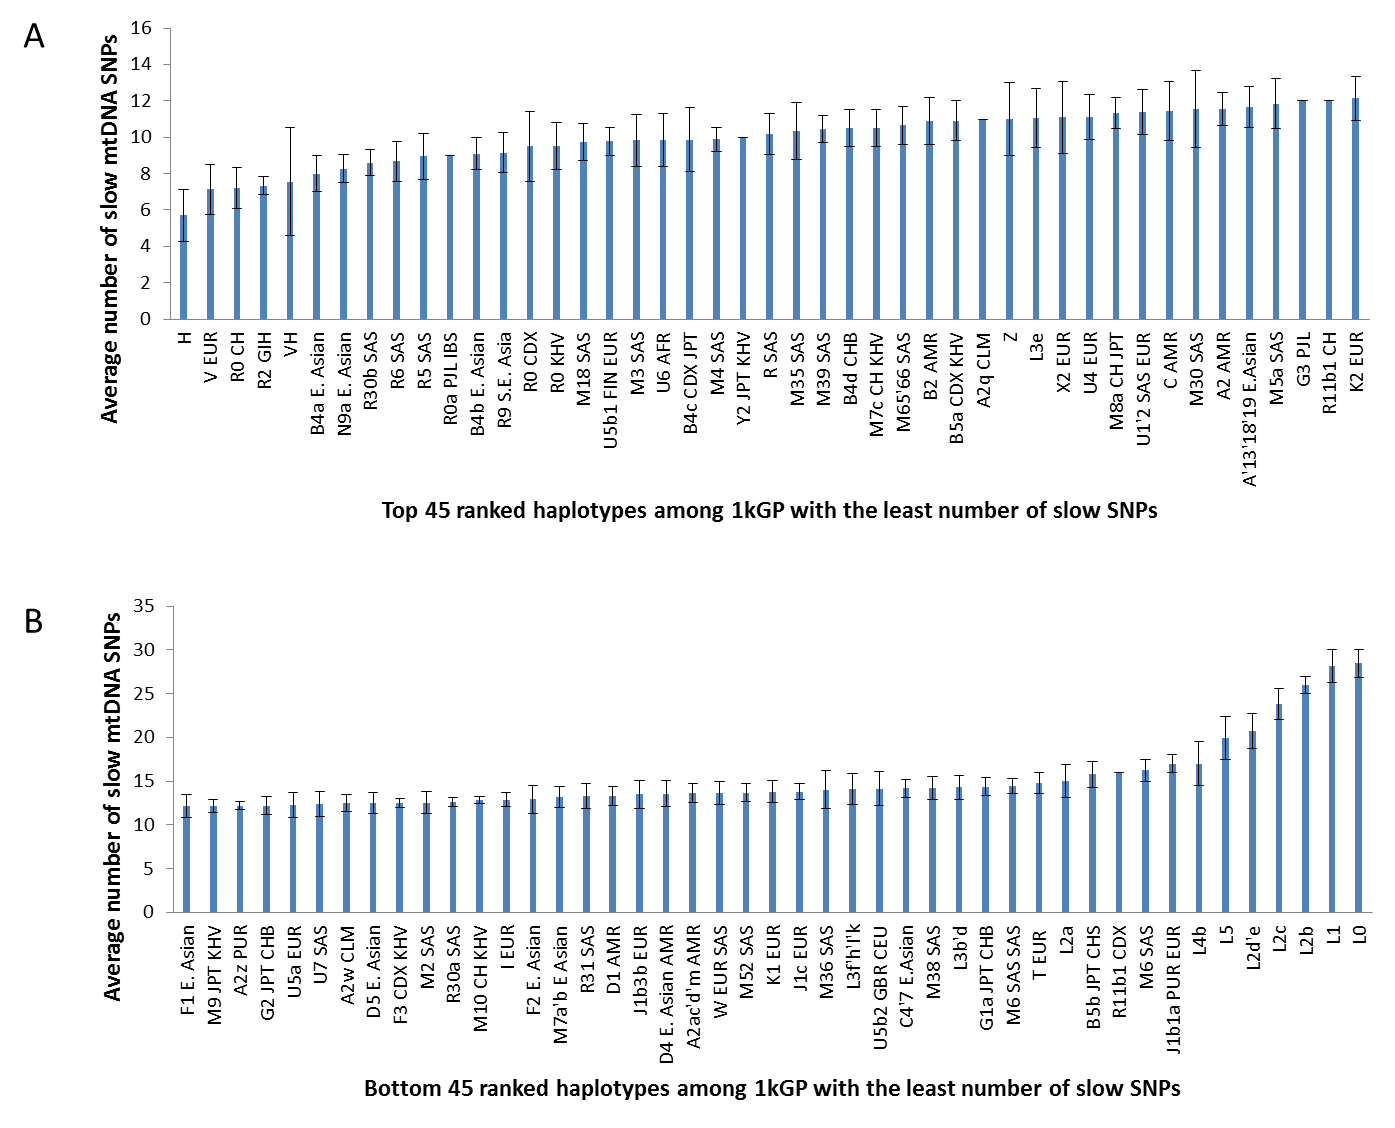 A
Average number of slow mtDNA SNPs
16
14
12
10
8
6
4
2
0
H
V EUR
R0 CH
R2 GIH
VH
B4a E. Asian
N9a E. Asian
R30b SAS
R6 SAS
R5 SAS
R0a PJL IBS
B4b E. Asian
R9 S.E. Asia
R0 CDX
R0 KHV
M18 SAS
U5b1 FIN EUR
M3 SAS
U6 AFR
B4c CDX JPT
M4 SAS
Y2 JPT KHV
R SAS
M35 SAS
M39 SAS
B4d CHB
M7c CH KHV
M65'66 SAS
B2 AMR
B5a CDX KHV
A2q CLM
Z
L3e
X2 EUR
U4 EUR
M8a CH JPT
U1'2 SAS EUR
C AMR
M30 SAS
A2 AMR
A'13'18'19 E.Asian
M5a SAS
G3 PJL
R11b1 CH
K2 EUR
Top 45 ranked haplotypes among 1kGP with the least number of slow SNPs
B
Average number of slow mtDNA SNPs
35
30
25
20
15
10
5
0
F1 E. Asian
M9 JPT KHV
A2z PUR
G2 JPT CHB
U5a EUR
U7 SAS
A2w CLM
D5 E. Asian
F3 CDX KHV
M2 SAS
R30a SAS
M10 CH KHV
I EUR
F2 E. Asian
M7a'b E Asian
R31 SAS
D1 AMR
J1b3b EUR
D4 E. Asian AMR
A2ac'd'm AMR
W EUR SAS
M52 SAS
K1 EUR
J1c EUR
M36 SAS
L3f'h'i'k
U5b2 GBR CEU
C4'7 E.Asian
M38 SAS
L3b'd
G1a JPT CHB
M6 SAS SAS
T EUR
L2a
B5b JPT CHS
R11b1 CDX
M6 SAS
J1b1a PUR EUR
L4b
L5
L2d'e
L2c
L2b
L1
L0
Bottom 45 ranked haplotypes among 1kGP with the least number of slow SNPs